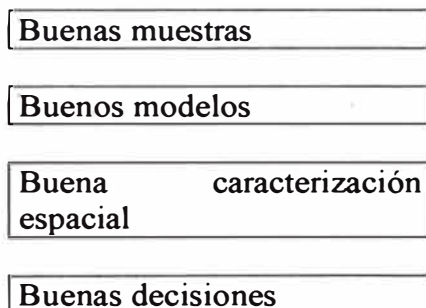 Buenas muestras
Buenos modelos
Buena caracterización
espacial
Buenas decisiones